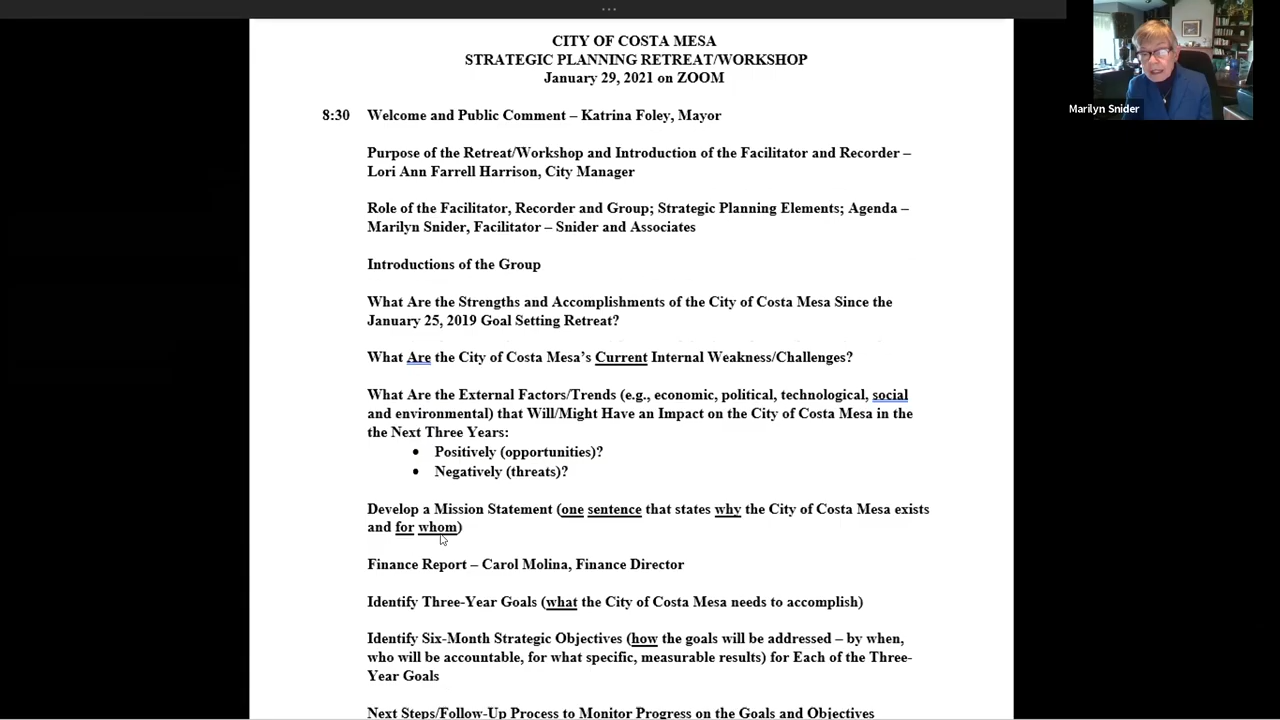 CITY OF COSTA MESA
STRATEGIC PLANNING RETREAT/WORKSHOP
January 29, 2021 on ZOOM
8:30 Welcome and Public Comment – Katrina Foley, Mayor
Purpose of the Retreat/Workshop and Introduction of the Facilitator and Recorder –
Lori Ann Farrell Harrison, City Manager
Role of the Facilitator, Recorder and Group; Strategic Planning Elements; Agenda –
Marilyn Snider, Facilitator – Snider and Associates
Introductions of the Group
What Are the Strengths and Accomplishments of the City of Costa Mesa Since the
January 25, 2019 Goal Setting Retreat?
What Are the City of Costa Mesa’s Current Internal Weakness/Challenges?
What Are the External Factors/Trends (e.g., economic, political, technological, social
and environmental) that Will/Might Have an Impact on the City of Costa Mesa in the
the Next Three Years:
• Positively (opportunities)?
• Negatively (threats)?
Develop a Mission Statement (one sentence that states why the City of Costa Mesa exists
and for whom)
Finance Report – Carol Molina, Finance Director
Identify Three-Year Goals (what the City of Costa Mesa needs to accomplish)
Identify Six-Month Strategic Objectives (how the goals will be addressed – by when,
who will be accountable, for what specific, measurable results) for Each of the Three-
Year Goals
Next Steps/Follow-Up Process to Monitor Progress on the Goals and Objectives
Marilyn Snider